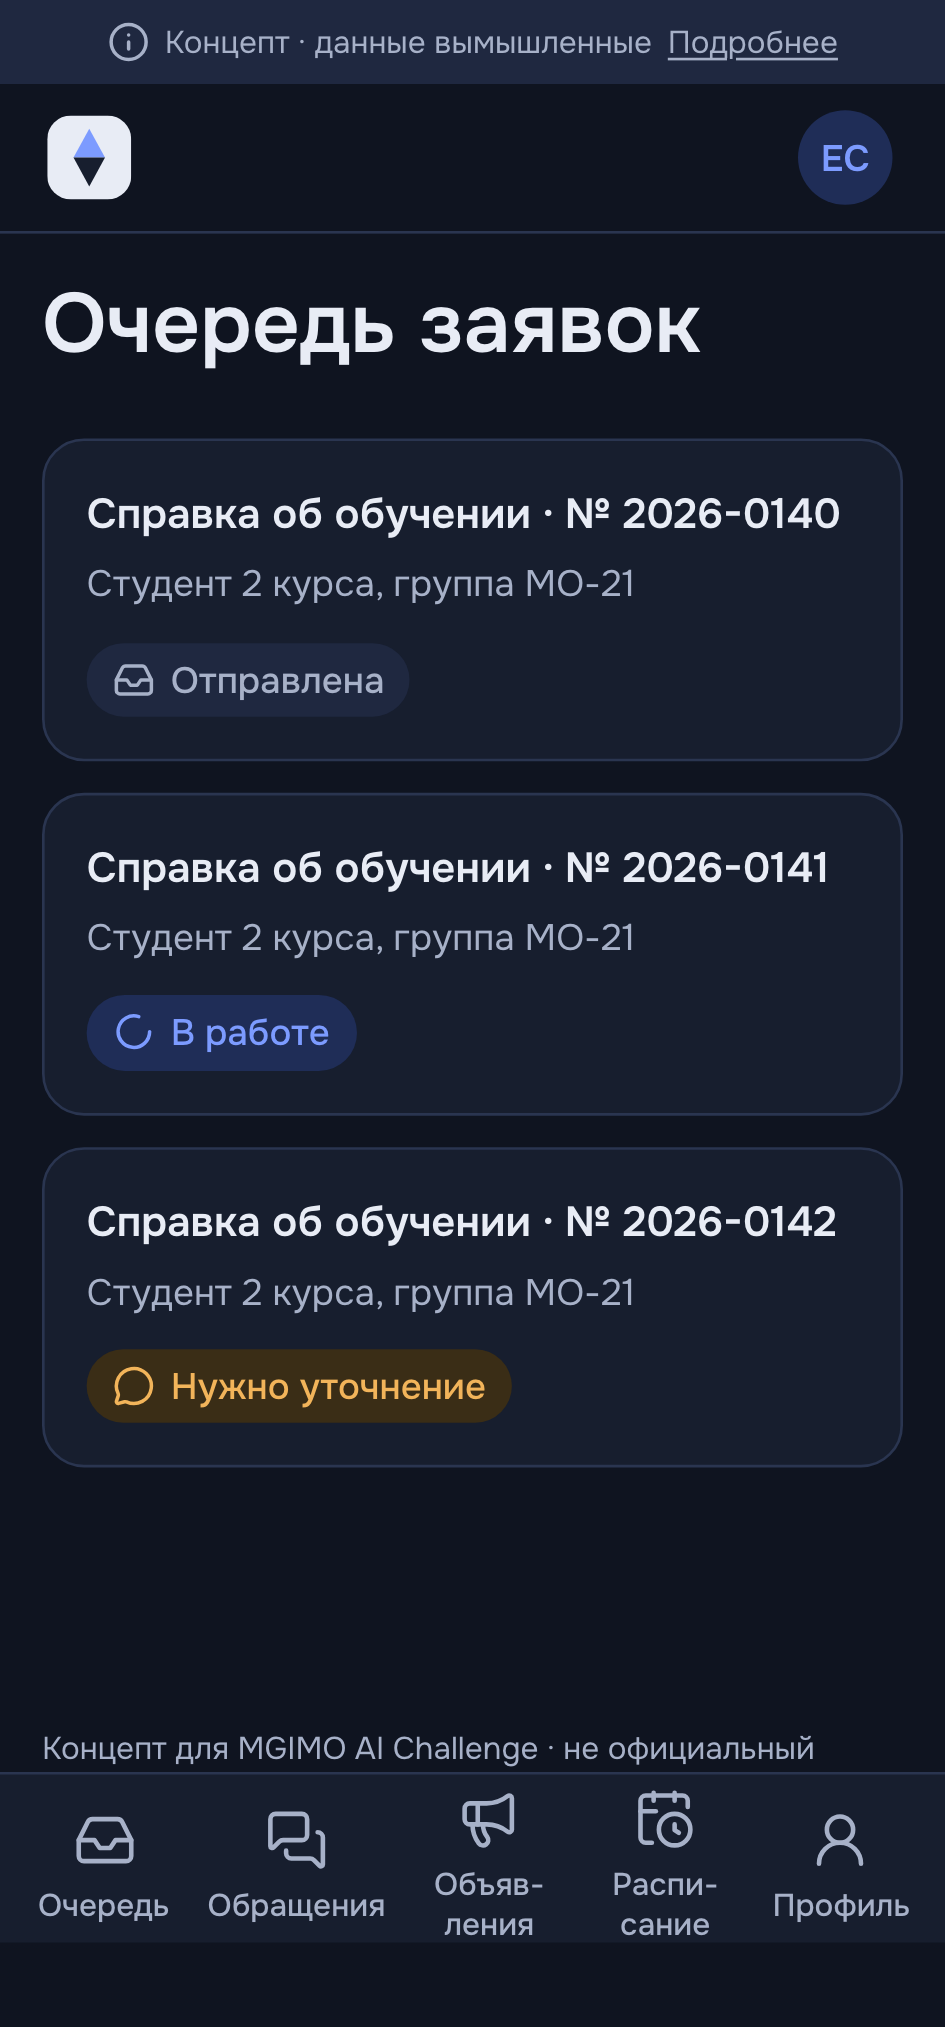 Концепт · данные вымышленные Подробнее
ЕС
Очередь заявок
Справка об обучении · № 2026-0140
Студент 2 курса, группа МО-21
Отправлена
Справка об обучении · № 2026-0141
Студент 2 курса, группа МО-21
В работе
Справка об обучении · № 2026-0142
Студент 2 курса, группа МО-21
Нужно уточнение
Концепт для MGIMO AI Challenge · не официальный
Очередь
Обращения
Объяв-
ления
Распи-
сание
Профиль